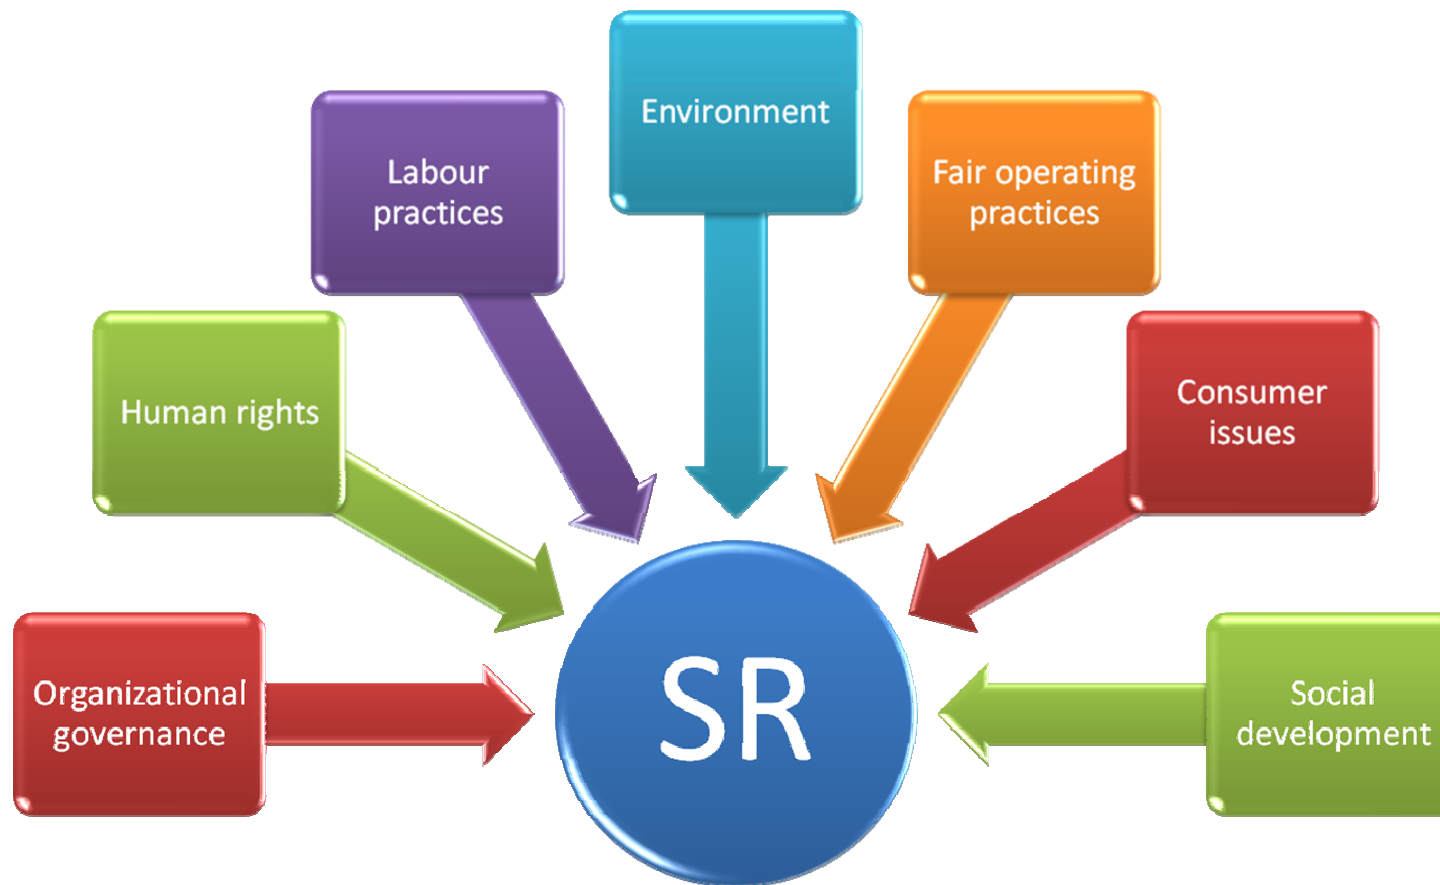 Environment
Labour
practices
Fair operating
practices
Human rights
Consumer
issues
Organizational
governance
SR
Social
development